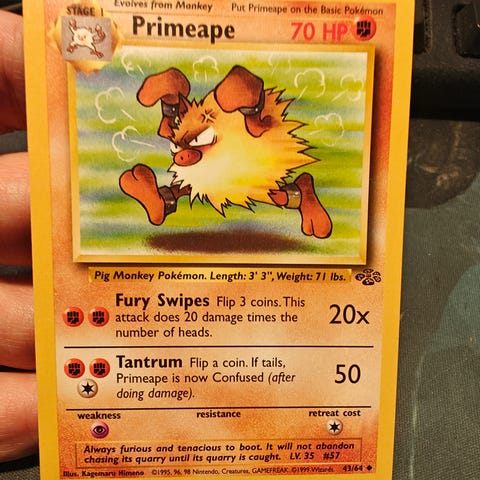 STAGE 1 Evolves from Mankey Put Primeape on the Basic Pokémon
Primeape 70 HP
Pig Monkey Pokémon. Length: 3' 3", Weight: 71 lbs.
Fury Swipes Flip 3 coins. This
attack does 20 damage times the
number of heads.
20x
Tantrum Flip a coin. If tails,
Primeape is now Confused (after
doing damage).
50
weakness resistance retreat cost
Always furious and tenacious to boot. It will not abandon
chasing its quarry until its quarry is caught. LV. 35 #57
Illus. Kagemaru Himeno ©1995, 96, 98 Nintendo, Creatures, GAMEFREAK. ©1999 Wizards. 43/64